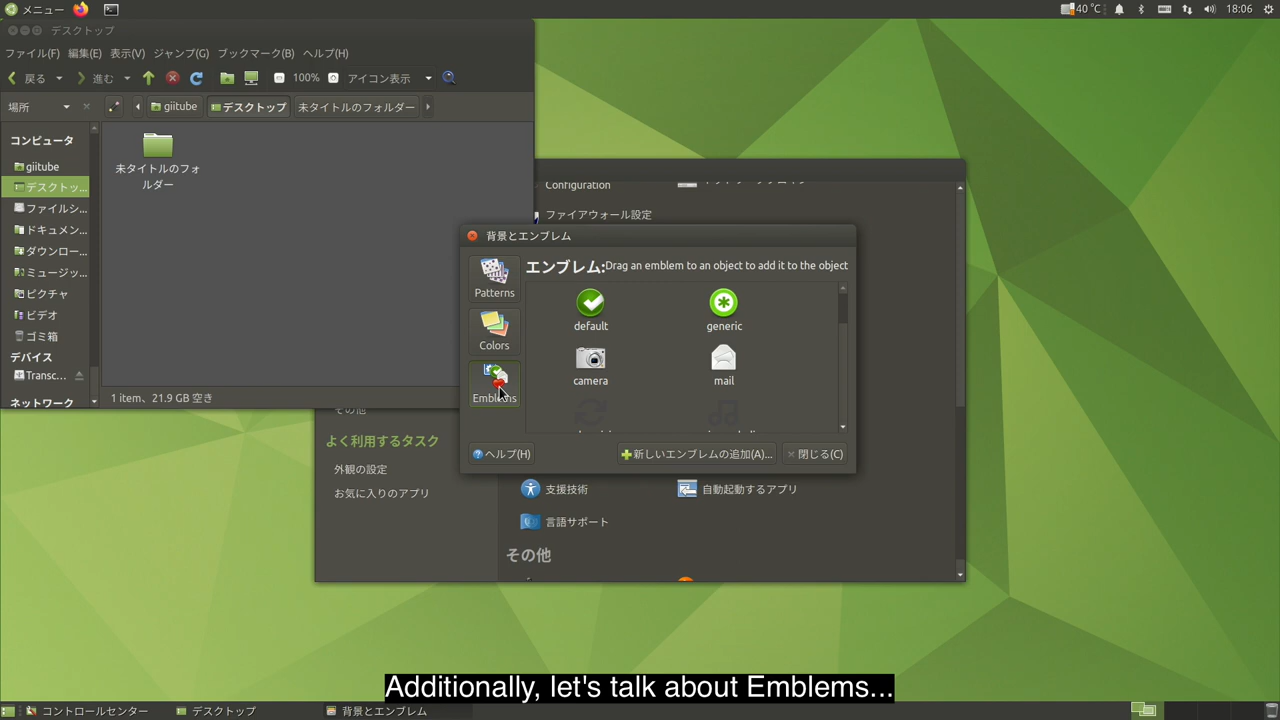 メニュー 40 ℃ 18:06
デスクトップ
ファイル(F) 編集(E) 表示(V) ジャンプ(G) ブックマーク(B) ヘルプ(H)
戻る 進む 100% アイコン表示
場所 giitube デスクトップ 未タイトルのフォルダー
コンピュータ
giitube
デスクトッ...
ファイルシ...
ドキュメン...
ダウンロー...
ミュージッ...
ピクチャ
ビデオ
ゴミ箱
デバイス
Transc...
ネットワーク
未タイトルのフォ
ルダー
1 item, 21.9 GB 空き
Configuration
ファイアウォール設定
背景とエンブレム
Patterns
Colors
Emblems
エンブレム: Drag an emblem to an object to add it to the object
default generic
camera mail
ヘルプ(H) 新しいエンブレムの追加(A)... 閉じる(C)
その他
よく利用するタスク
外観の設定
お気に入りのアプリ
支援技術 自動起動するアプリ
言語サポート
その他
Additionally, let's talk about Emblems...
コントロールセンター デスクトップ 背景とエンブレム